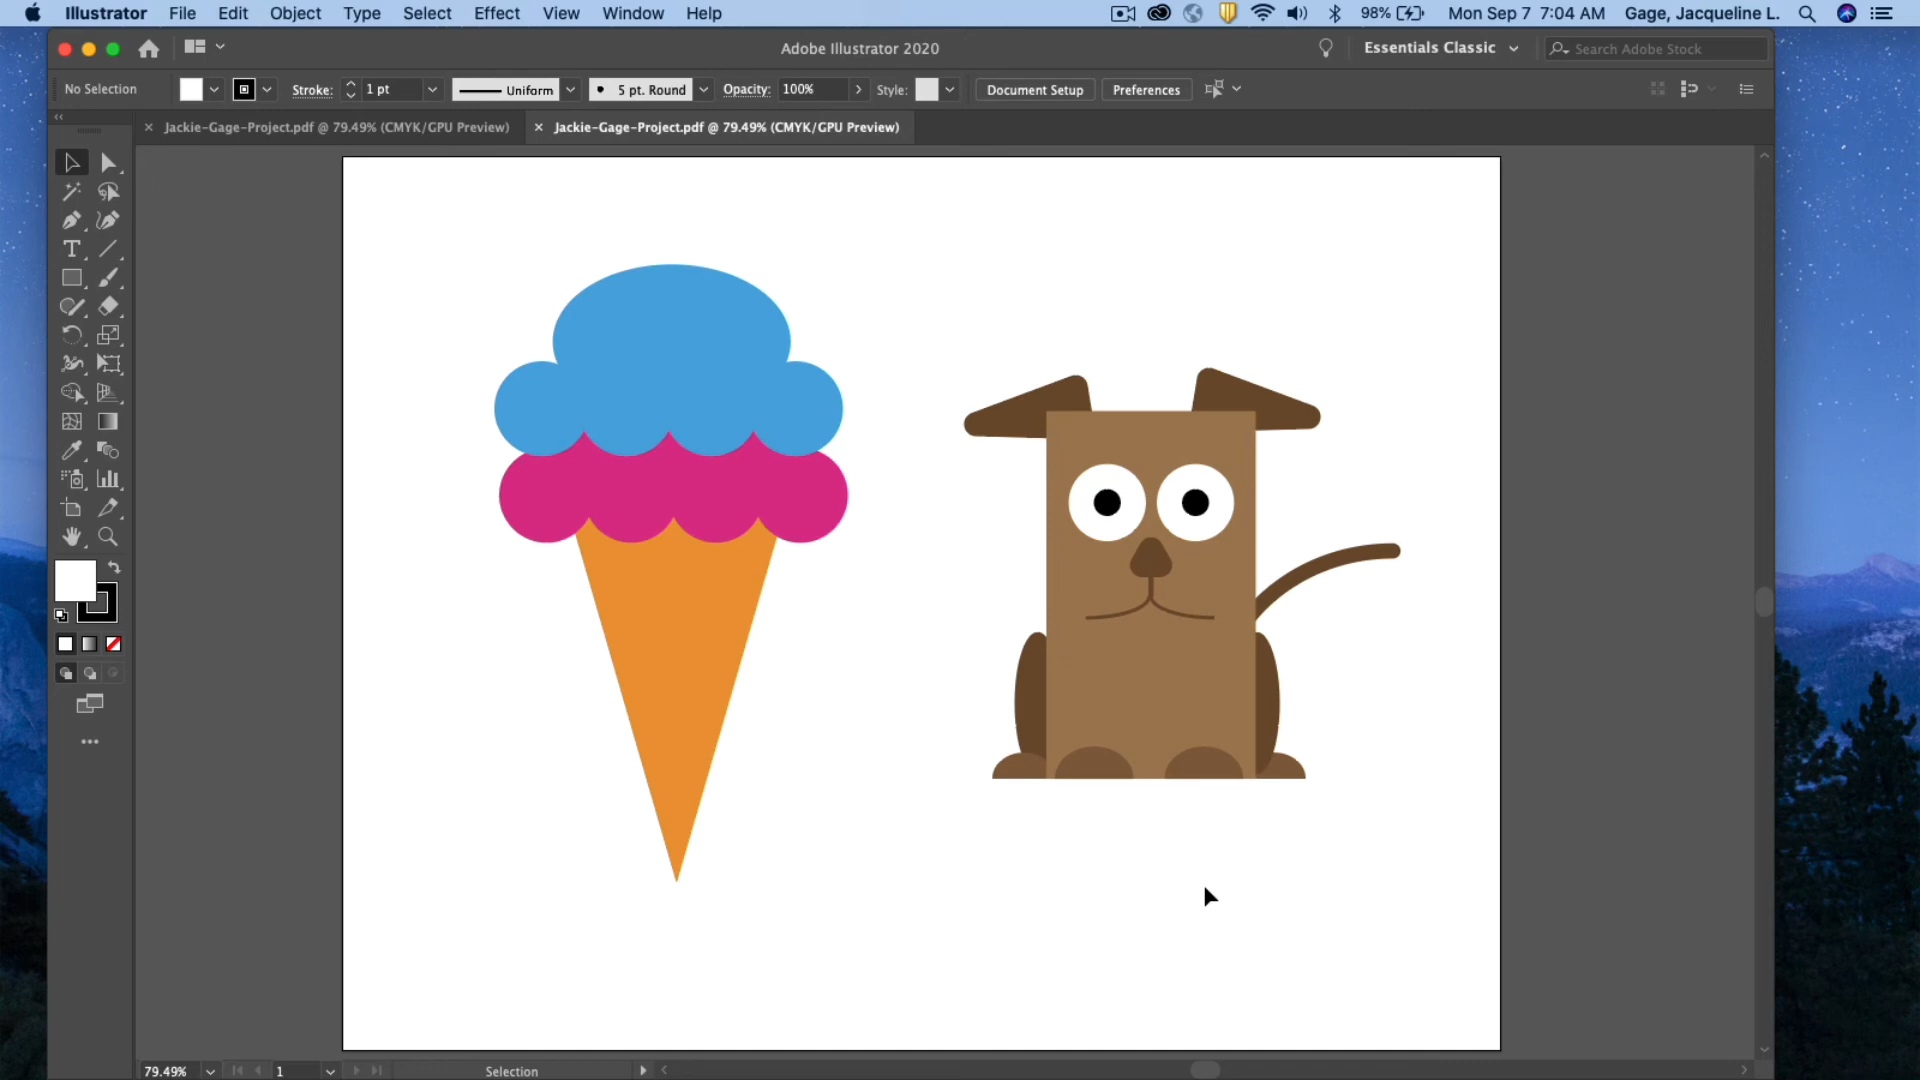 Illustrator File Edit Object Type Select Effect View Window Help 98% Mon Sep 7 7:04 AM Gage, Jacqueline L.
Adobe Illustrator 2020 Essentials Classic Search Adobe Stock
No Selection Stroke: 1 pt Uniform 5 pt. Round Opacity: 100% Style: Document Setup Preferences
Jackie-Gage-Project.pdf @ 79.49% (CMYK/GPU Preview) Jackie-Gage-Project.pdf @ 79.49% (CMYK/GPU Preview)
79.49% 1 Selection